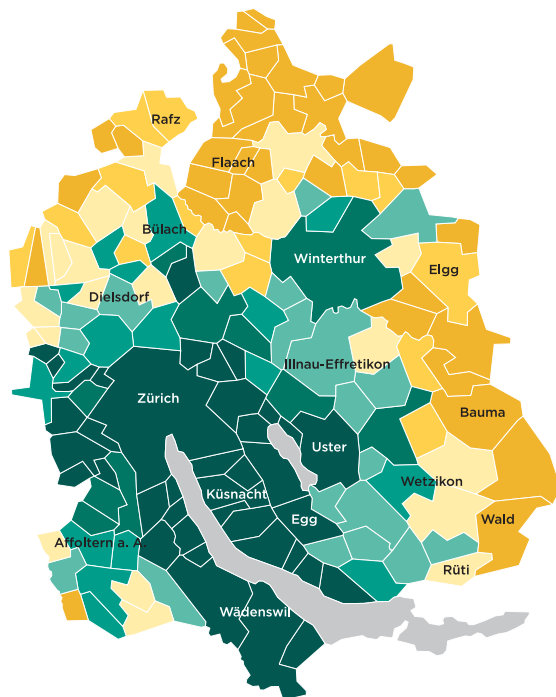 Rafz
Flaach
Bülach
Winterthur
Elgg
Dielsdorf
Illnau-Effretikon
Zürich
Bauma
Uster
Wetzikon
Küsnacht
Egg
Wald
Affoltern a. A.
Rüti
Wädenswil